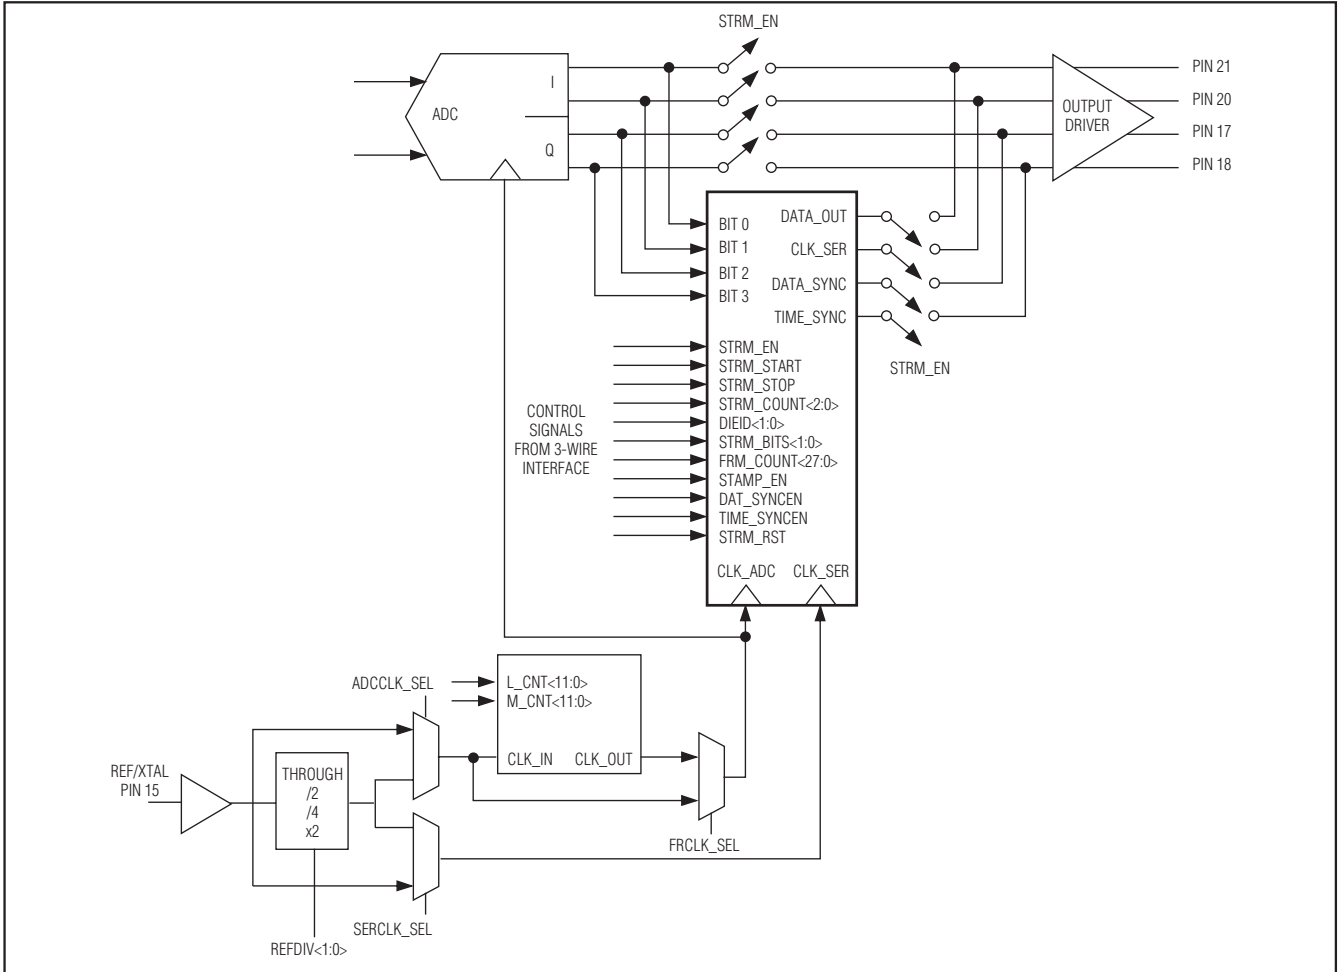 STRM_EN
ADC
I
Q
OUTPUT
DRIVER
PIN 21
PIN 20
PIN 17
PIN 18
BIT 0
BIT 1
BIT 2
BIT 3
DATA_OUT
CLK_SER
DATA_SYNC
TIME_SYNC
STRM_EN
CONTROL
SIGNALS
FROM 3-WIRE
INTERFACE
STRM_EN
STRM_START
STRM_STOP
STRM_COUNT<2:0>
DIEID<1:0>
STRM_BITS<1:0>
FRM_COUNT<27:0>
STAMP_EN
DAT_SYNCEN
TIME_SYNCEN
STRM_RST
CLK_ADC
CLK_SER
ADCCLK_SEL
L_CNT<11:0>
M_CNT<11:0>
CLK_IN
CLK_OUT
REF/XTAL
PIN 15
THROUGH
/2
/4
x2
FRCLK_SEL
SERCLK_SEL
REFDIV<1:0>